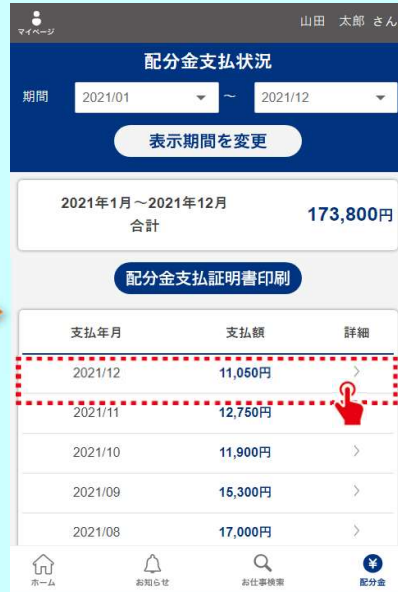 マイページ
山田 太郎 さん
配分金支払状況
期間 2021/01 ～ 2021/12
表示期間を変更
2021年1月～2021年12月
合計
173,800円
配分金支払証明書印刷
支払年月 支払額 詳細
2021/12 11,050円
2021/11 12,750円
2021/10 11,900円
2021/09 15,300円
2021/08 17,000円
ホーム お知らせ お仕事検索 配分金